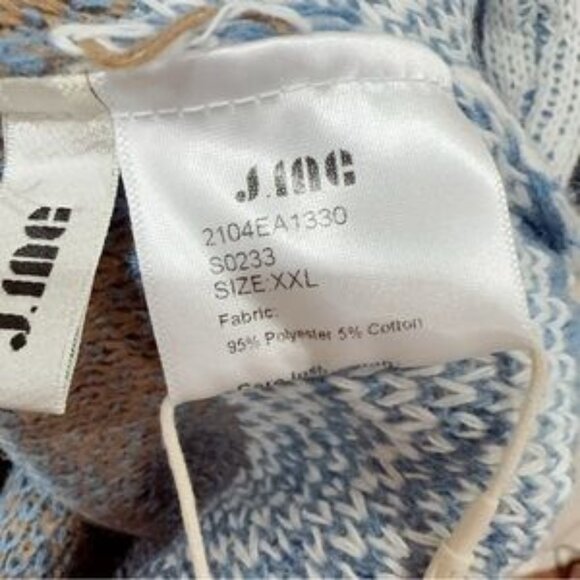 J.ING
2104EA1330
S0233
SIZE:XXL
Fabric:
95% Polyester 5% Cotton
J.ING